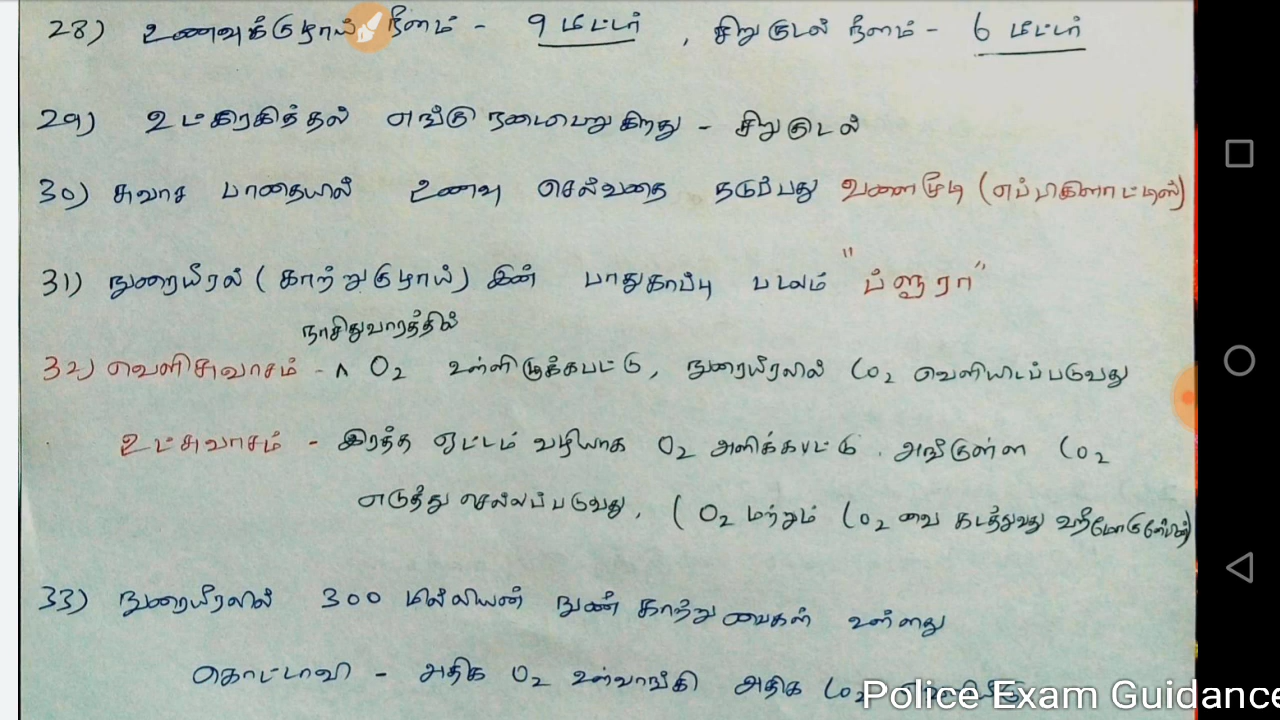 28) உணவுக்குழாய் நீளம் - 9 மீட்டர் , சிறுகுடல் நீளம் - 6 மீட்டர்
29) உட்கிரகித்தல் எங்கு நடைபெறுகிறது - சிறுகுடல்
30) சுவாச பாதையில் உணவு செல்வதை தடுப்பது (எப்பிகிளாட்டிஸ்)
31) நுரையீரல் (காற்றுகுழாய்) இன் பாதுகாப்பு படலம் "ப்ளூரா"
நாசிதுவாரத்தில்
32) வெளிசுவாசம் - ^ O2 உள்ளிழுக்கபட்டு, நுரையீரலில் Co2 வெளியிடப்படுவது
உட்சுவாசம் - இரத்த ஓட்டம் வழியாக O2 அளிக்கபட்டு. அங்குள்ள Co2
எடுத்து செல்லப்படுவது. (O2 மற்றும் Co2 வை கடத்துவது ஹீமோகுளோபின்)
33) நுரையீரலில் 300 மில்லியன் நுண் காற்று பைகள் உள்ளது
கொட்டாவி - அதிக O2 உள்வாங்கி அதிக Co2
Police Exam Guidance